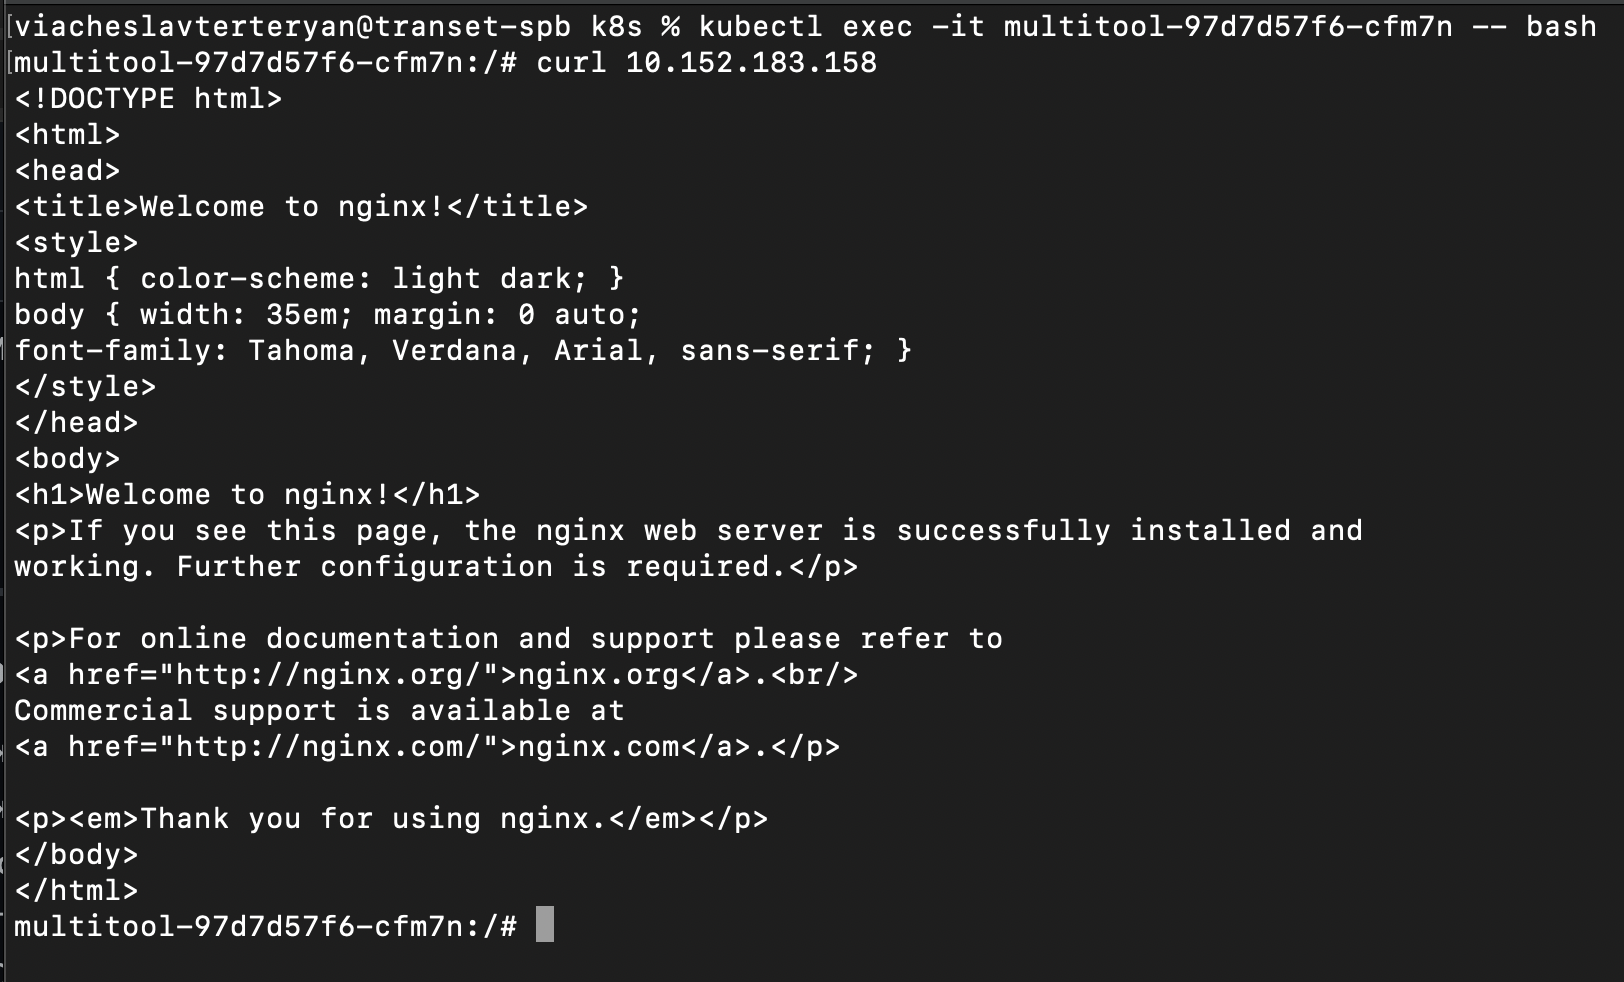 [viacheslavterteryan@transet-spb k8s % kubectl exec -it multitool-97d7d57f6-cfm7n -- bash
[multitool-97d7d57f6-cfm7n:/# curl 10.152.183.158
<!DOCTYPE html>
<html>
<head>
<title>Welcome to nginx!</title>
<style>
html { color-scheme: light dark; }
body { width: 35em; margin: 0 auto;
font-family: Tahoma, Verdana, Arial, sans-serif; }
</style>
</head>
<body>
<h1>Welcome to nginx!</h1>
<p>If you see this page, the nginx web server is successfully installed and
working. Further configuration is required.</p>

<p>For online documentation and support please refer to
<a href="http://nginx.org/">nginx.org</a>.<br/>
Commercial support is available at
<a href="http://nginx.com/">nginx.com</a>.</p>

<p><em>Thank you for using nginx.</em></p>
</body>
</html>
multitool-97d7d57f6-cfm7n:/#